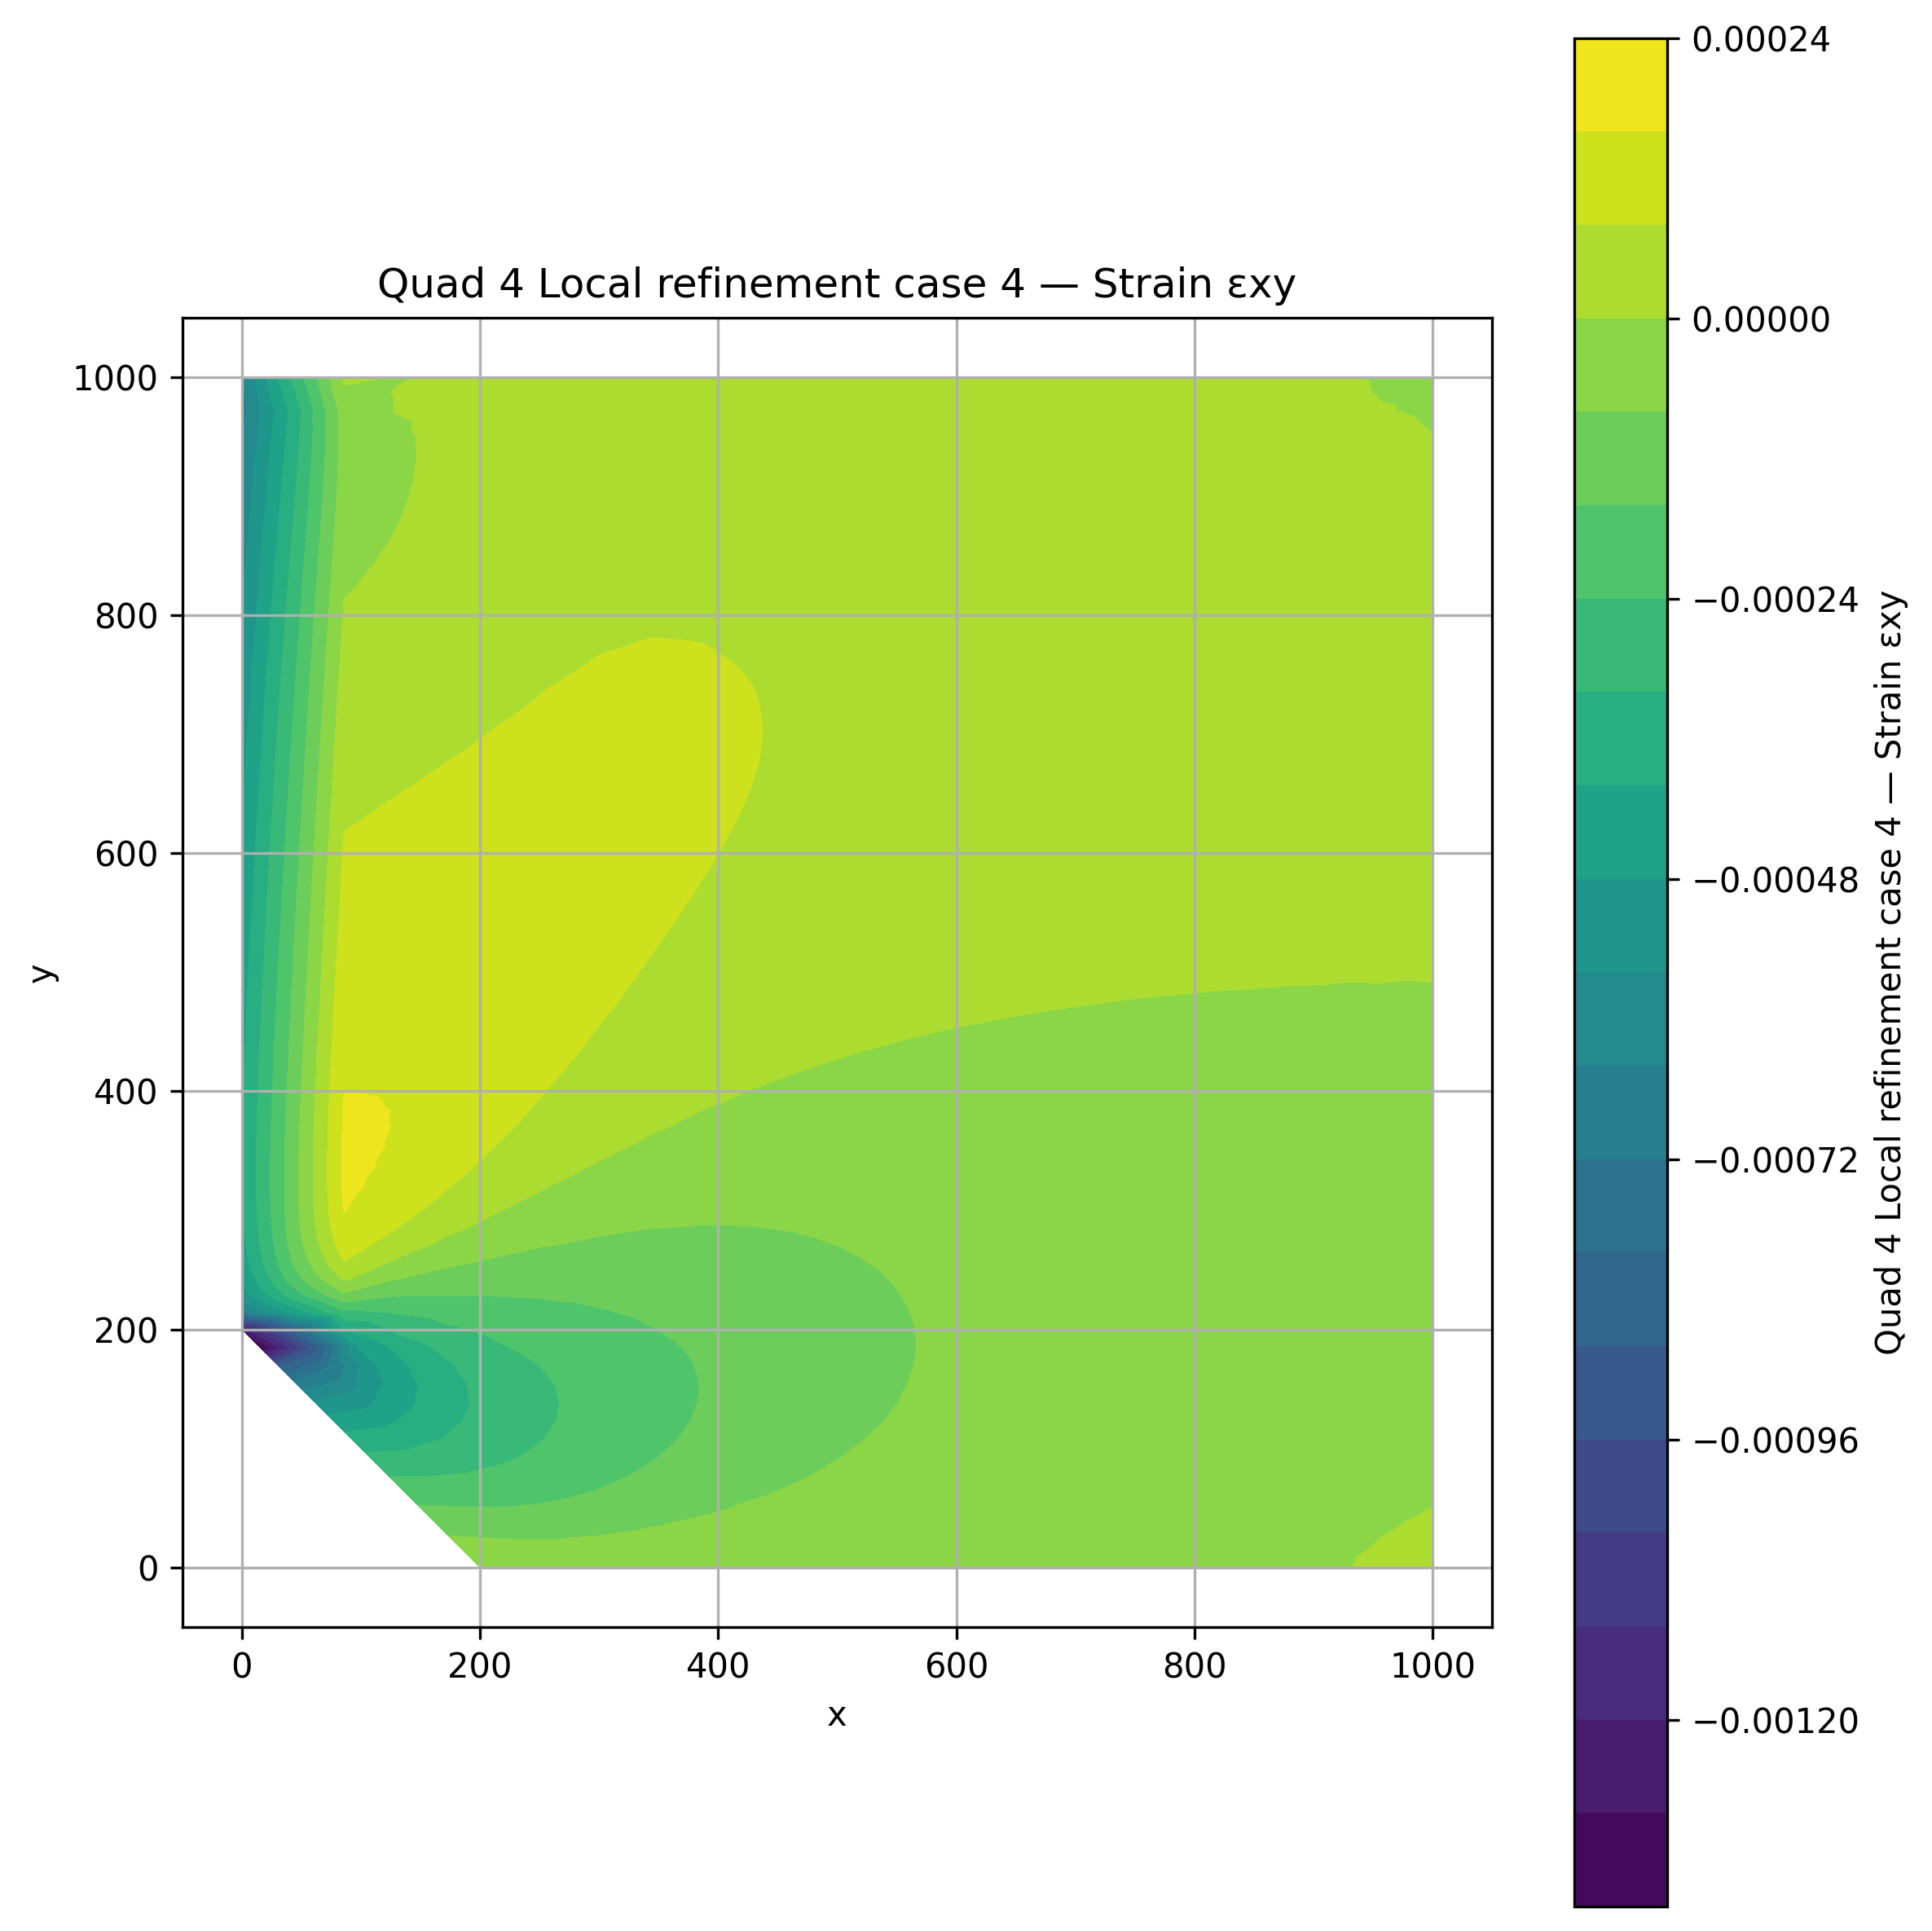 Quad 4 Local refinement case 4 — Strain εxy
0.00024
0.00000
−0.00024
−0.00048
−0.00072
−0.00096
−0.00120
Quad 4 Local refinement case 4 — Strain εxy
1000
800
600
400
200
0
y
0 200 400 600 800 1000
x